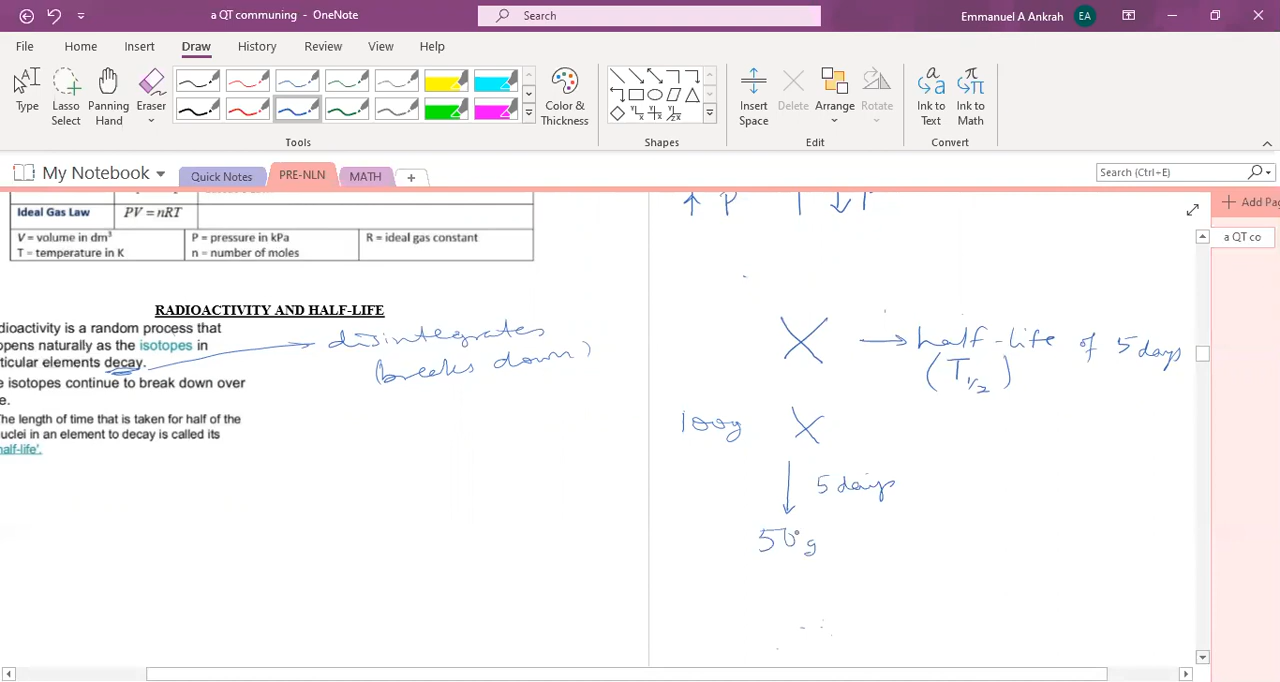 a QT communing - OneNote
Search
Emmanuel A Ankrah
EA
File Home Insert Draw History Review View Help
Type
Lasso Select
Panning Hand
Eraser
Color & Thickness
Insert Space
Delete
Arrange
Rotate
Ink to Text
Ink to Math
Tools
Shapes
Edit
Convert
My Notebook
Quick Notes
PRE-NLN
MATH
Search (Ctrl+E)
Add Pag
a QT co
Ideal Gas Law PV = nRT
V = volume in dm³ P = pressure in kPa R = ideal gas constant
T = temperature in K n = number of moles
RADIOACTIVITY AND HALF-LIFE
dioactivity is a random process that
opens naturally as the isotopes in
ticular elements decay.
e isotopes continue to break down over
e.
The length of time that is taken for half of the
nuclei in an element to decay is called its
half-life'.
disintegrates
(breaks down)
↑ P
X → half-life of 5 days
(T 1/2)
100g X
5 days
50g